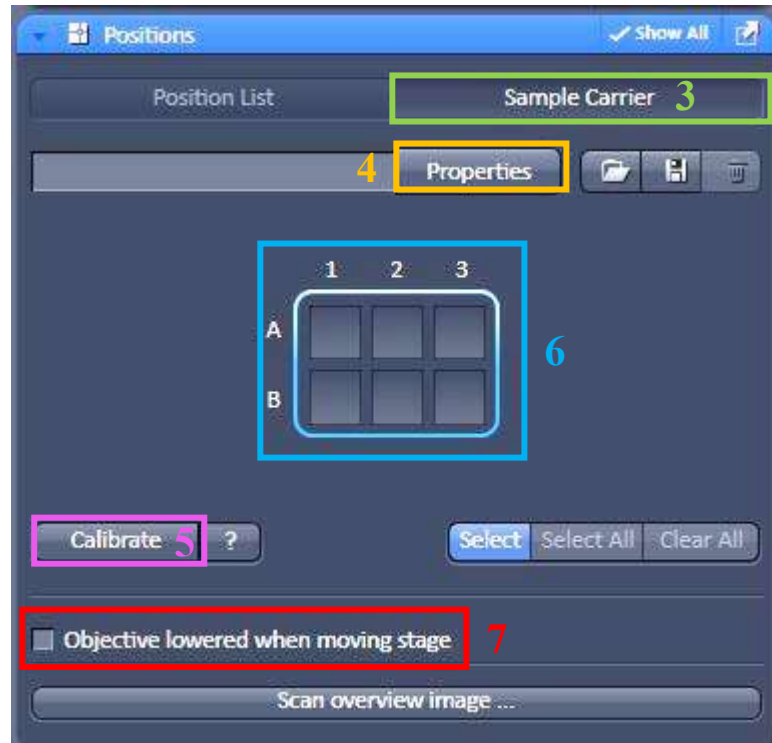 Positions Show All
Position List Sample Carrier 3
4 Properties
1 2 3
A
6
B
Calibrate 5 ? Select Select All Clear All
Objective lowered when moving stage 7
Scan overview image ...